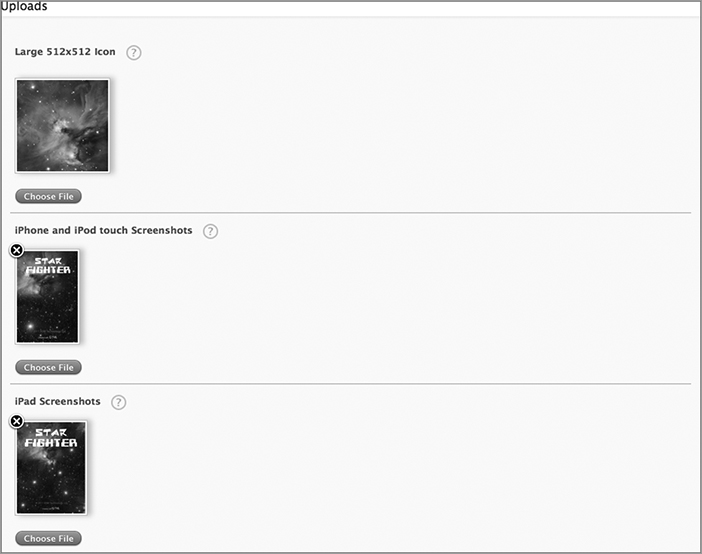 Uploads
Large 512x512 Icon ?
Choose File
iPhone and iPod touch Screenshots ?
STAR
FIGHTER
Choose File
iPad Screenshots ?
STAR
FIGHTER
Choose File